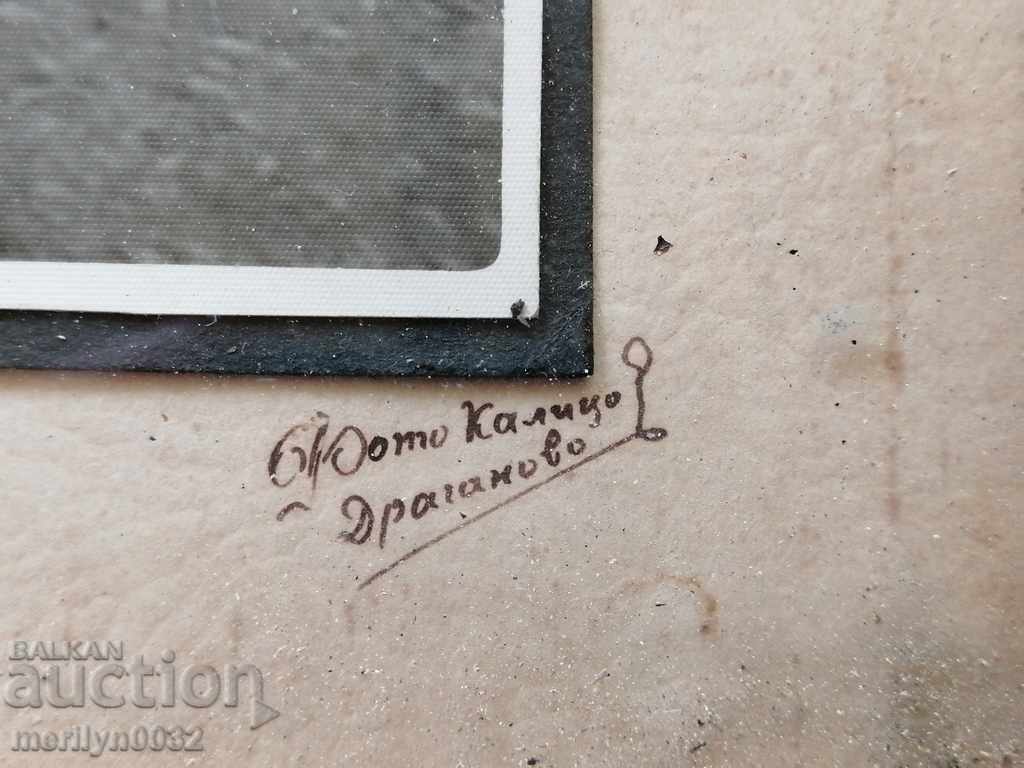 Фото Калицо
Драганово
BALKAN
auction
merilyn0032